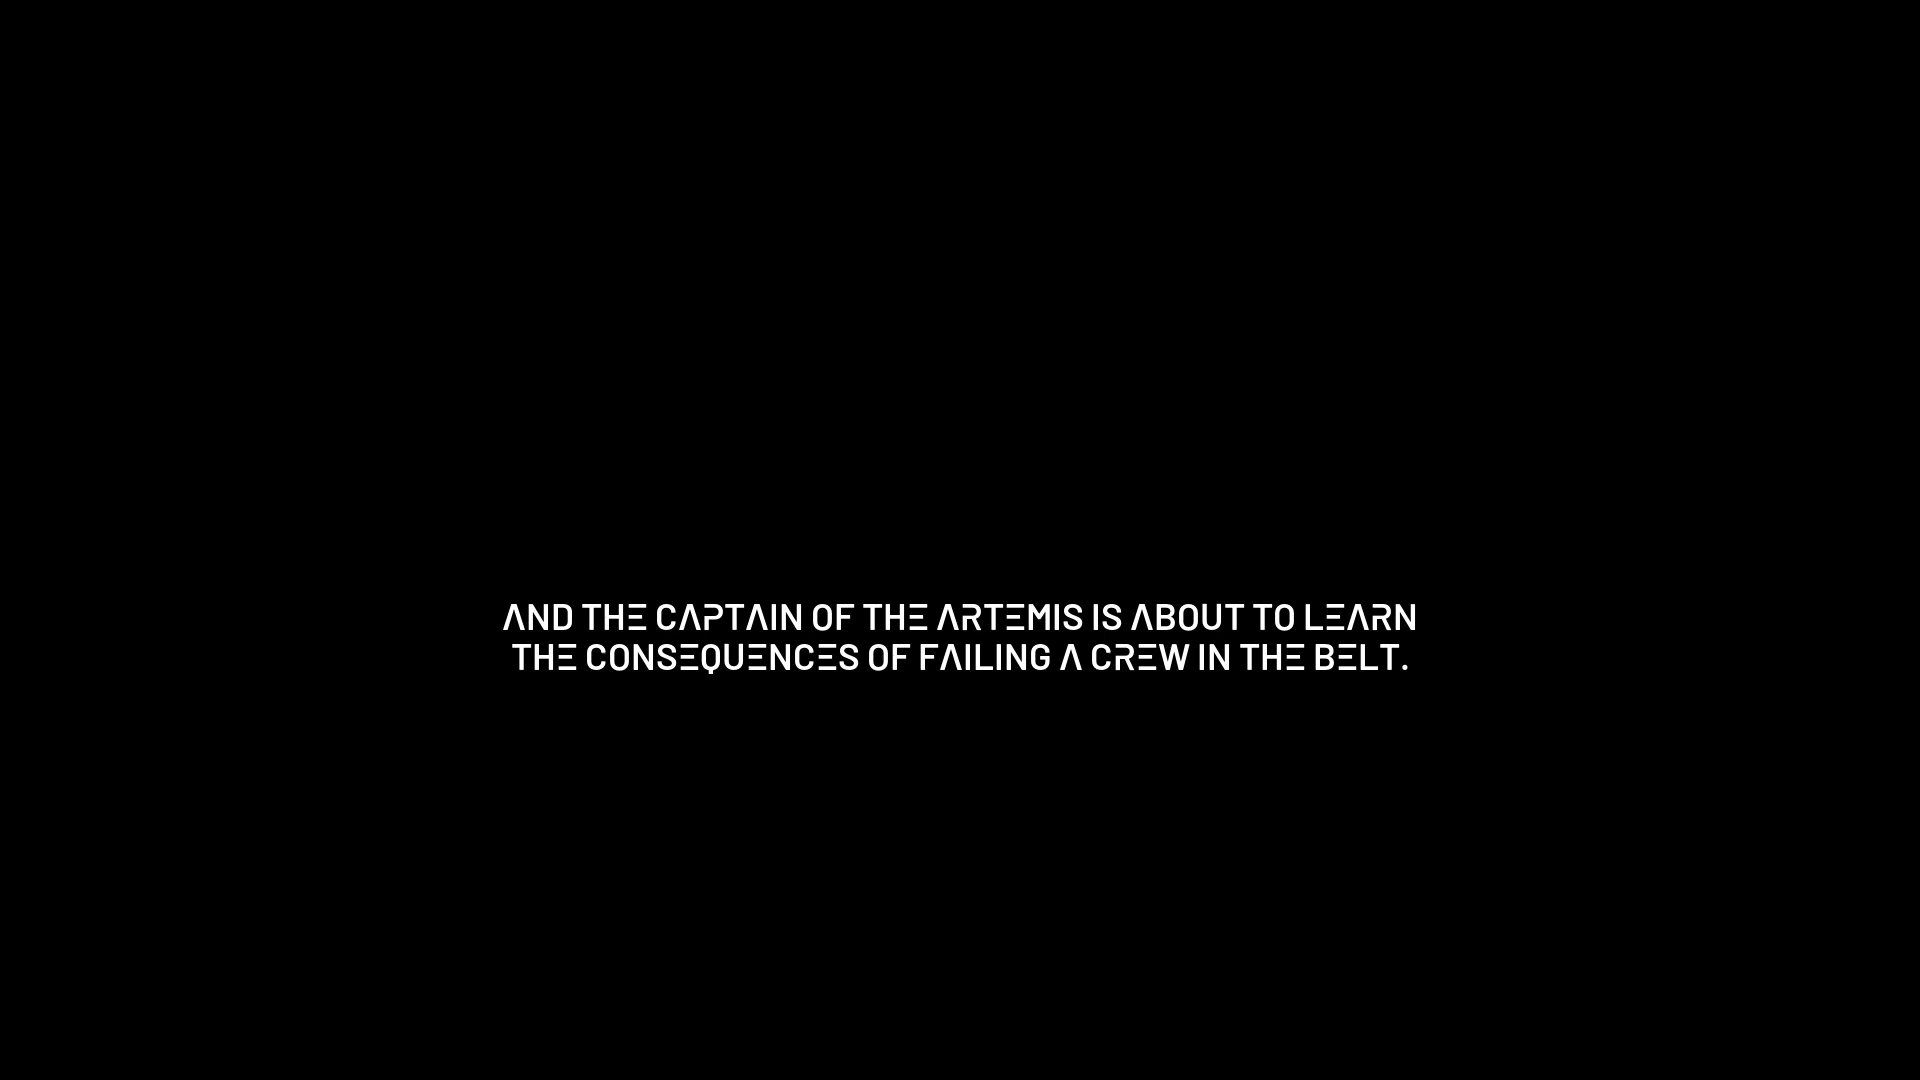 AND THE CAPTAIN OF THE ARTEMIS IS ABOUT TO LEARN
THE CONSEQUENCES OF FAILING A CREW IN THE BELT.